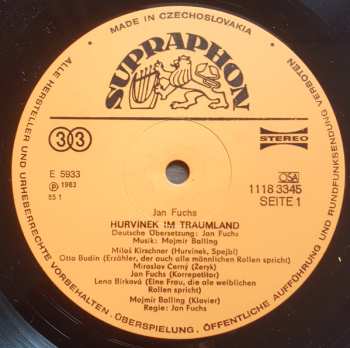 MADE IN CZECHOSLOVAKIA
ALLE HERSTELLER UND URHEBERRECHTE VORBEHALTEN · ÜBERSPIELUNG, ÖFFENTLICHE AUFFÜHRUNG UND RUNDFUNKSENDUNG VERBOTEN
SUPRAPHON
33
STEREO
E 5933
℗ 1983
55 1
OSA
1118 3345
SEITE 1
Jan Fuchs
HURVINEK IM TRAUMLAND
Deutsche Übersetzung: Jan Fuchs
Musik: Mojmír Balling
Miloš Kirschner (Hurvínek, Spejbl)
Otto Budín (Erzähler, der auch alle männlichen Rollen spricht)
Miroslav Černý (Žeryk)
Jan Fuchs (Korrepetitor)
Lena Birková (Eine Frau, die ale weiblichen
Rollen spricht)
Mojmír Balling (Klavier)
Regie: Jan Fuchs